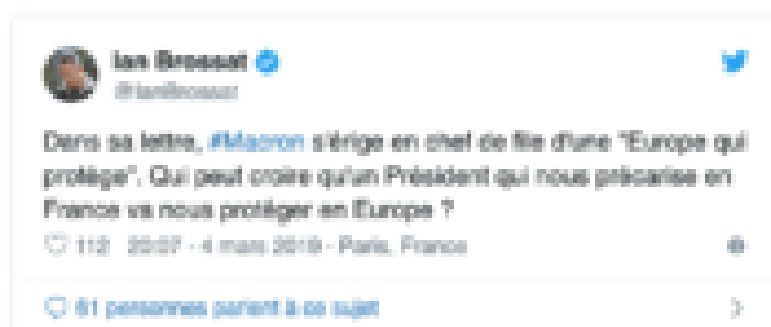 Ian Brossat
@IanBrossat
Dans sa lettre, #Macron s'érige en chef de file d'une "Europe qui
protège". Qui peut croire qu'un Président qui nous précarise en
France va nous protéger en Europe ?
112 20:07 - 4 mars 2019 - Paris, France
61 personnes parlent à ce sujet